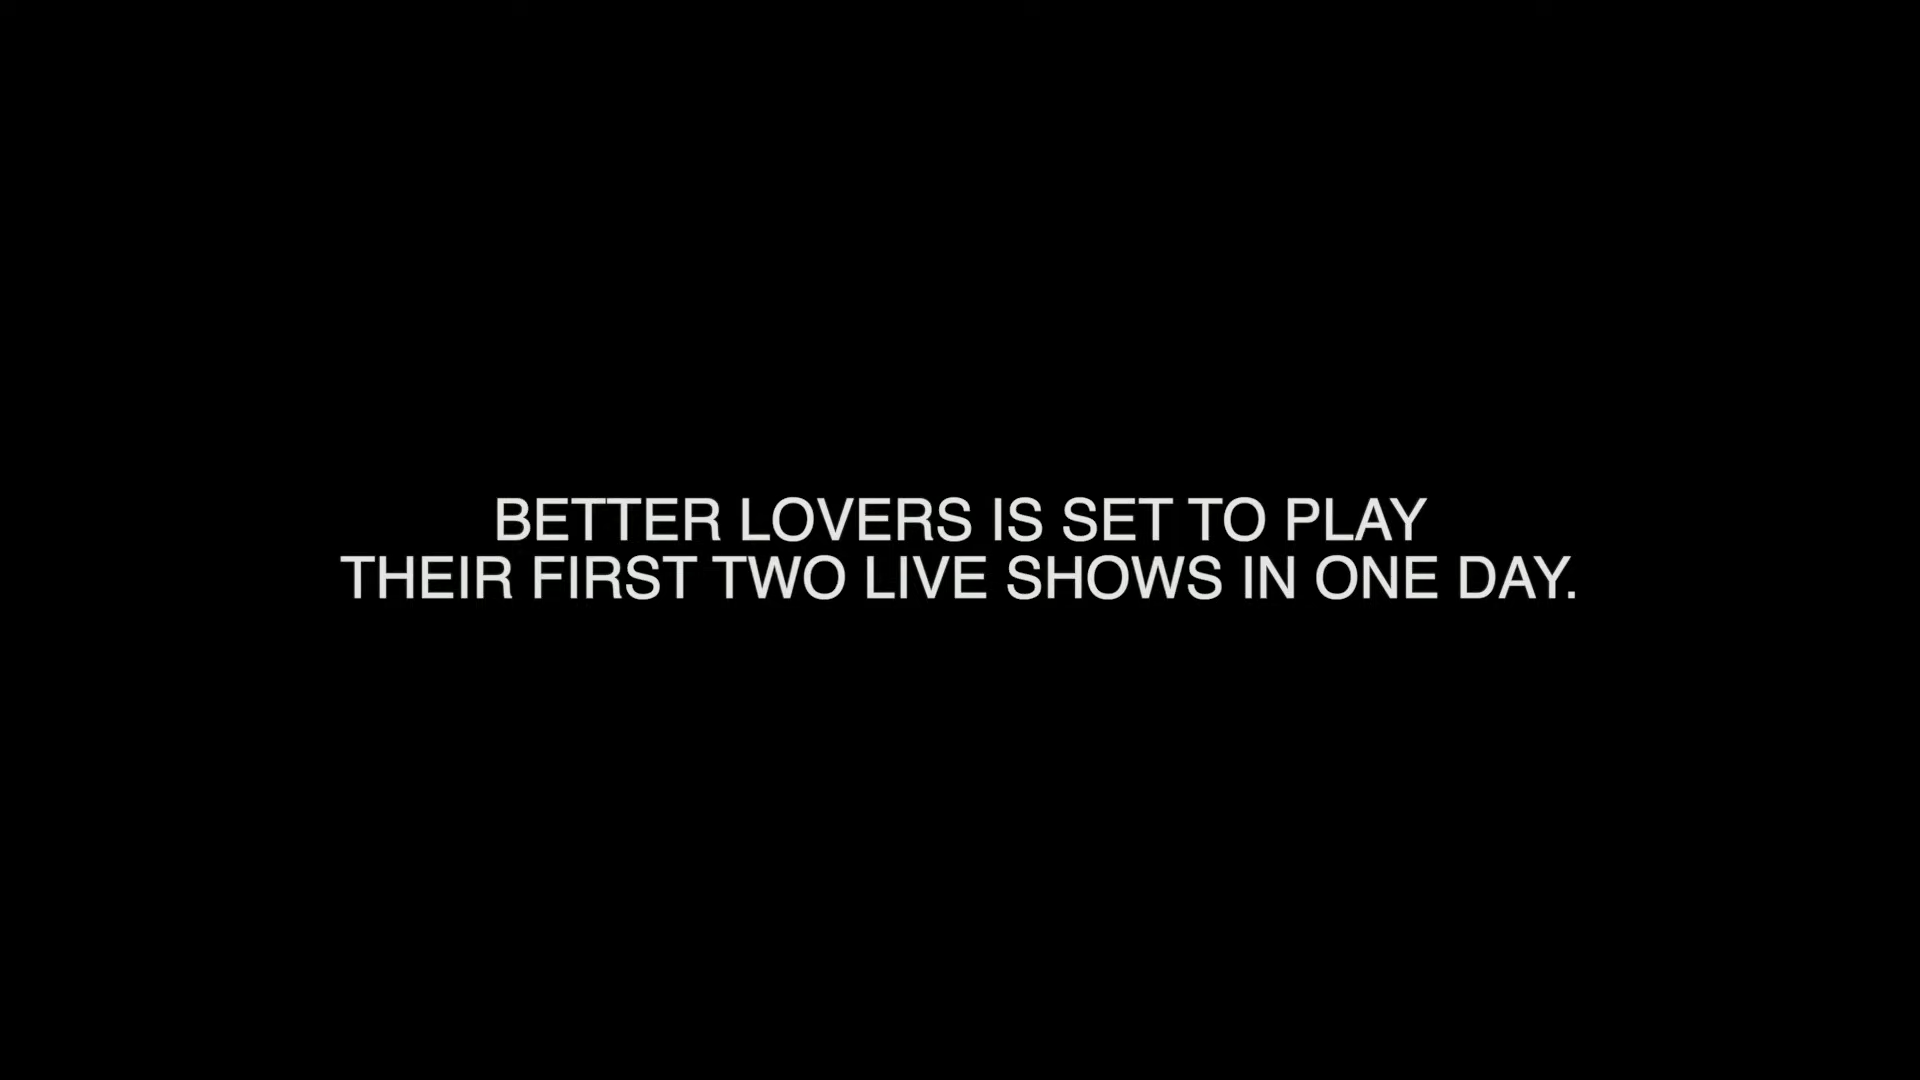 BETTER LOVERS IS SET TO PLAY
THEIR FIRST TWO LIVE SHOWS IN ONE DAY.